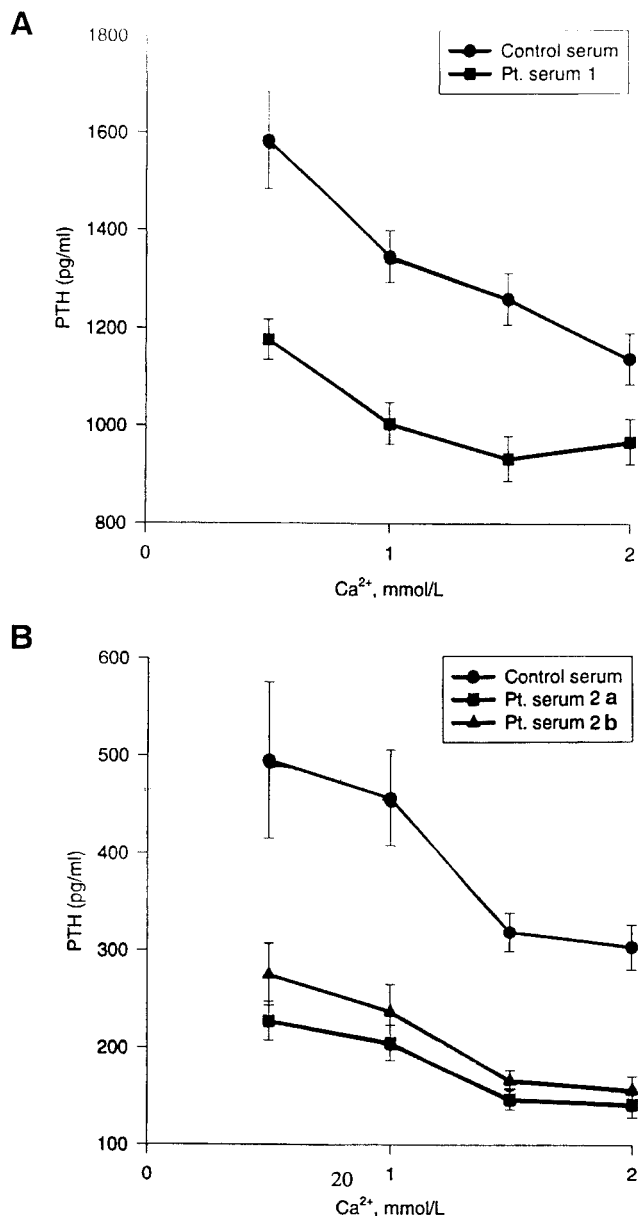 A
1800
1600
1400
1200
1000
800
PTH (pg/ml)
Control serum
Pt. serum 1
0
1
2
Ca²⁺, mmol/L
B
600
500
400
300
200
100
PTH (pg/ml)
Control serum
Pt. serum 2a
Pt. serum 2b
0
20
1
2
Ca²⁺, mmol/L